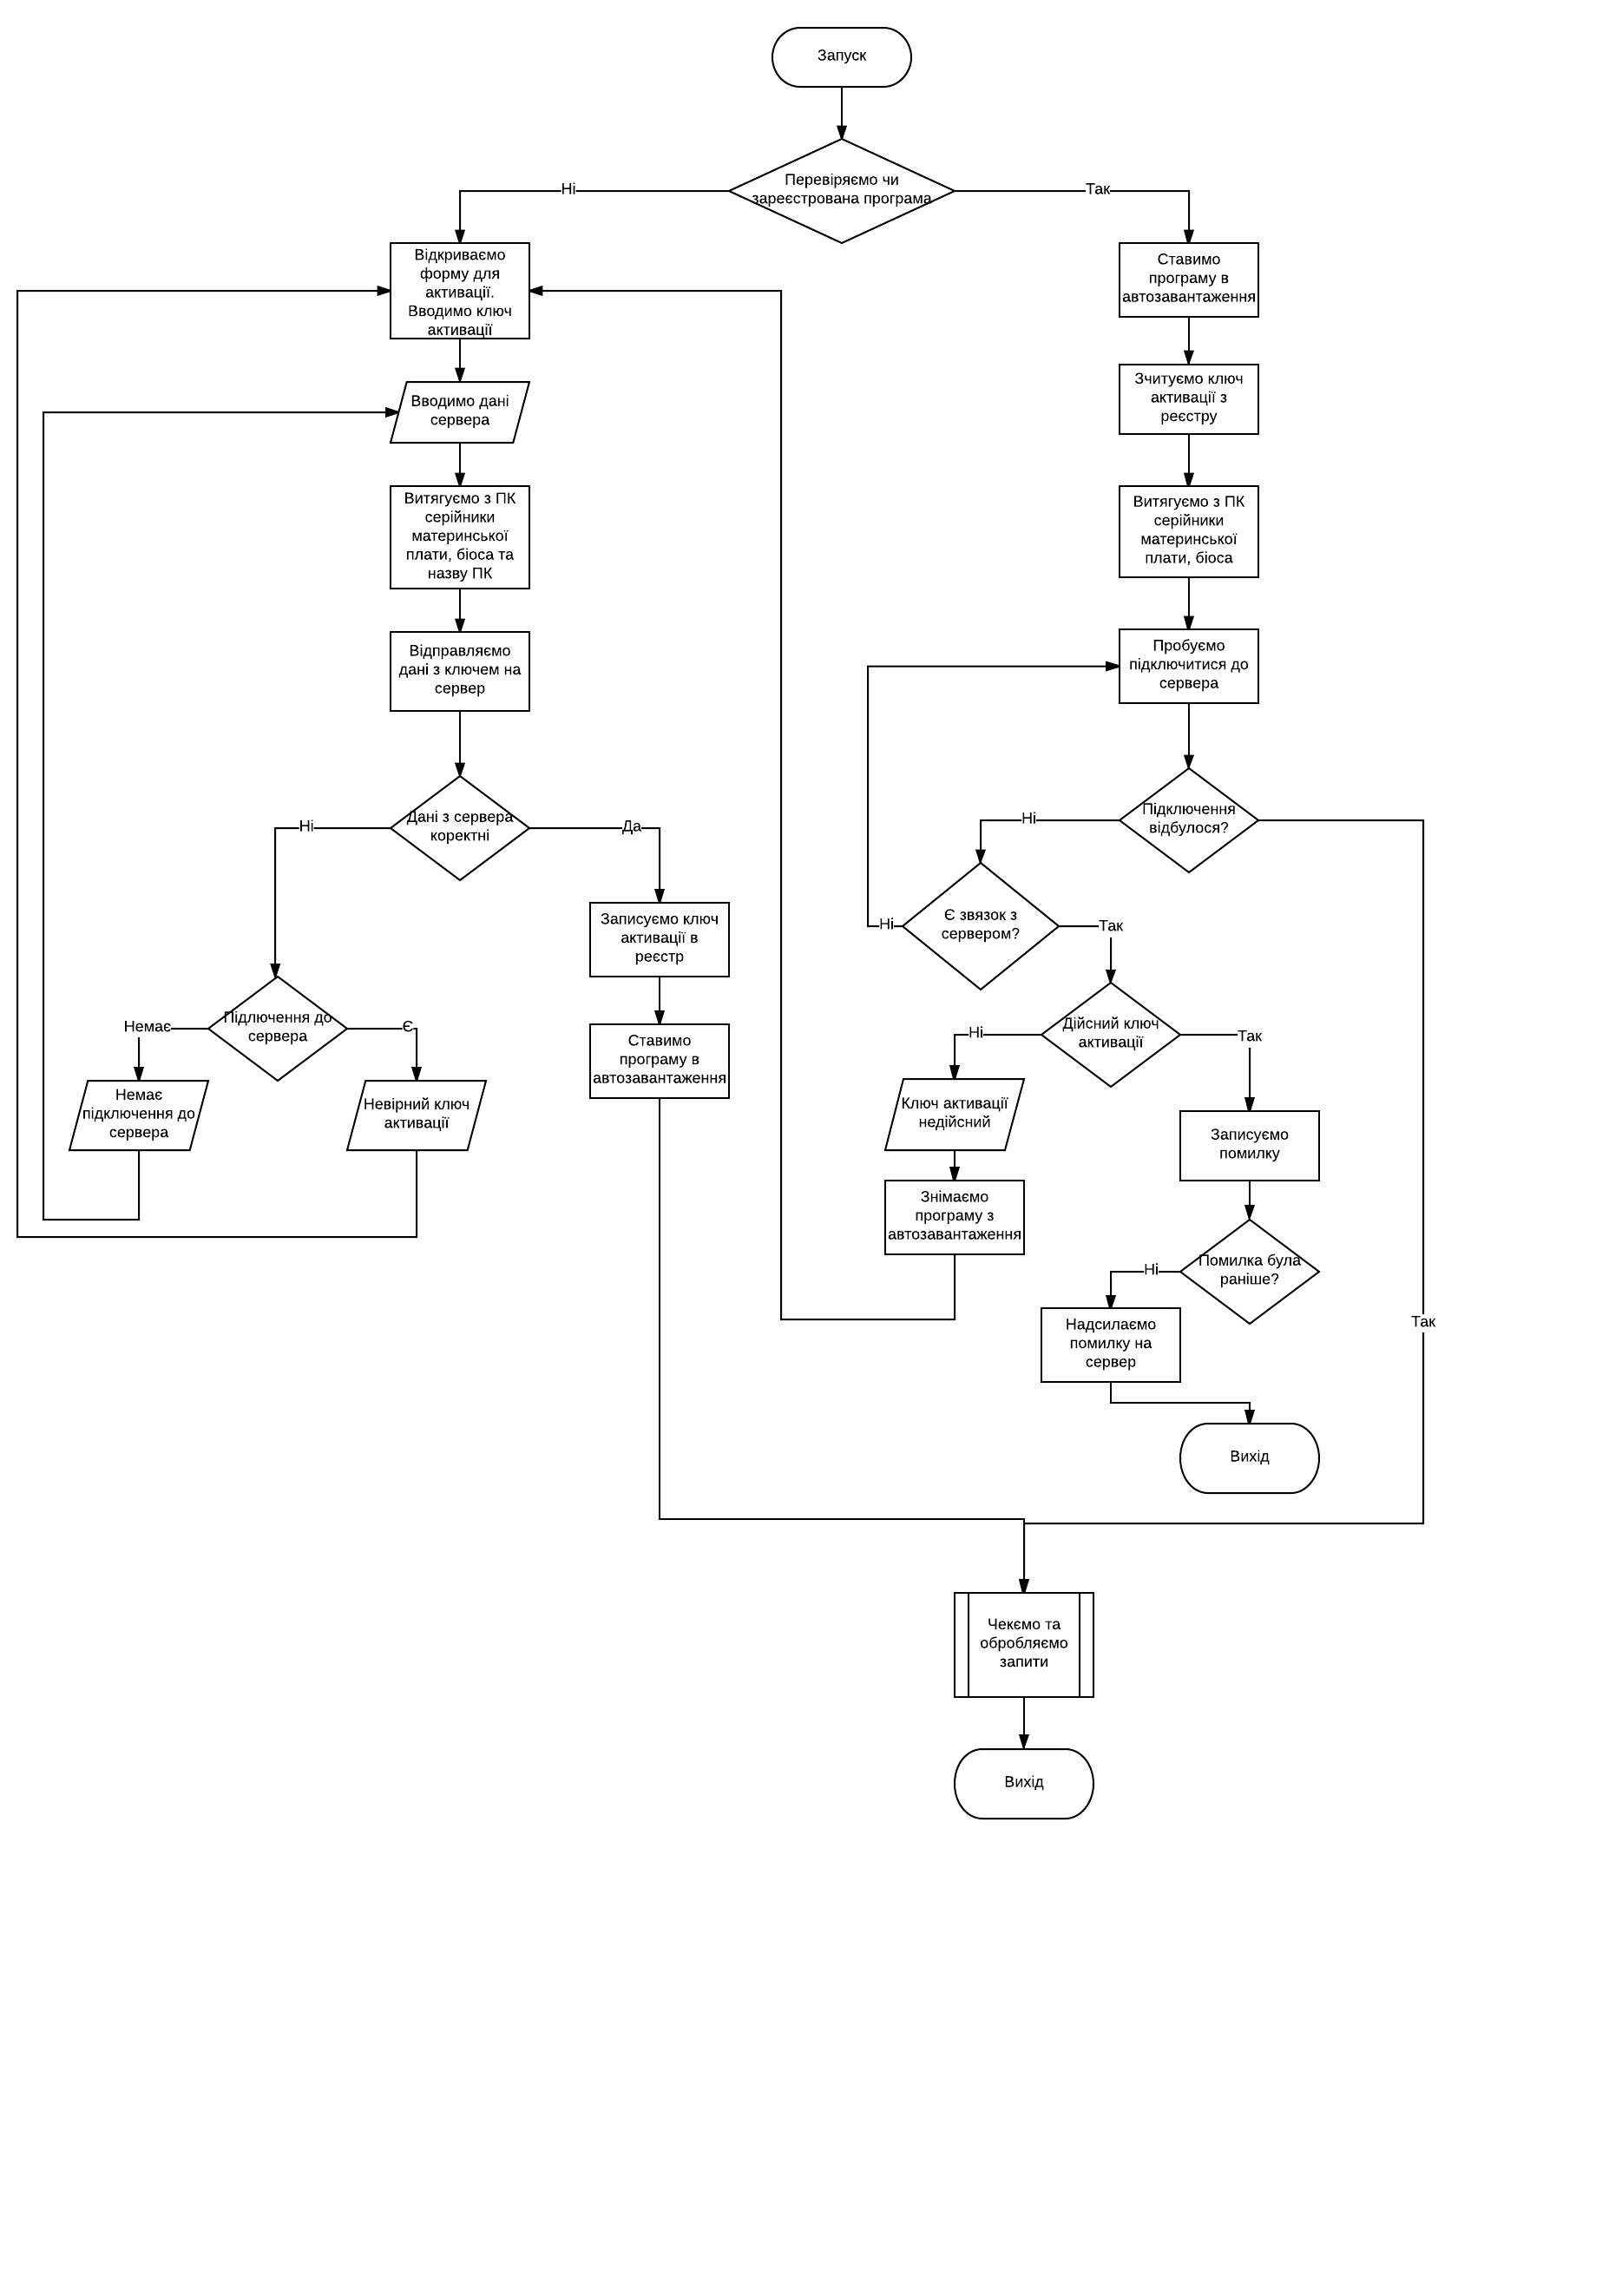 Запуск
Перевіряємо чи
зареєстрована програма
Ні
Так
Відкриваємо
форму для
активації.
Вводимо ключ
активації
Вводимо дані
сервера
Витягуємо з ПК
серійники
материнської
плати, біоса та
назву ПК
Відправляємо
дані з ключем на
сервер
Дані з сервера
коректні
Ні
Да
Підлючення до
сервера
Немає
Є
Немає
підключення до
сервера
Невірний ключ
активації
Записуємо ключ
активації в
реєстр
Ставимо
програму в
автозавантаження
Ставимо
програму в
автозавантаження
Зчитуємо ключ
активації з
реєстру
Витягуємо з ПК
серійники
материнської
плати, біоса
Пробуємо
підключитися до
сервера
Підключення
відбулося?
Ні
Так
Є звязок з
сервером?
Ні
Так
Дійсний ключ
активації
Ні
Так
Ключ активації
недійсний
Знімаємо
програму з
автозавантаження
Записуємо
помилку
Помилка була
раніше?
Ні
Надсилаємо
помилку на
сервер
Вихід
Чекємо та
обробляємо
запити
Вихід